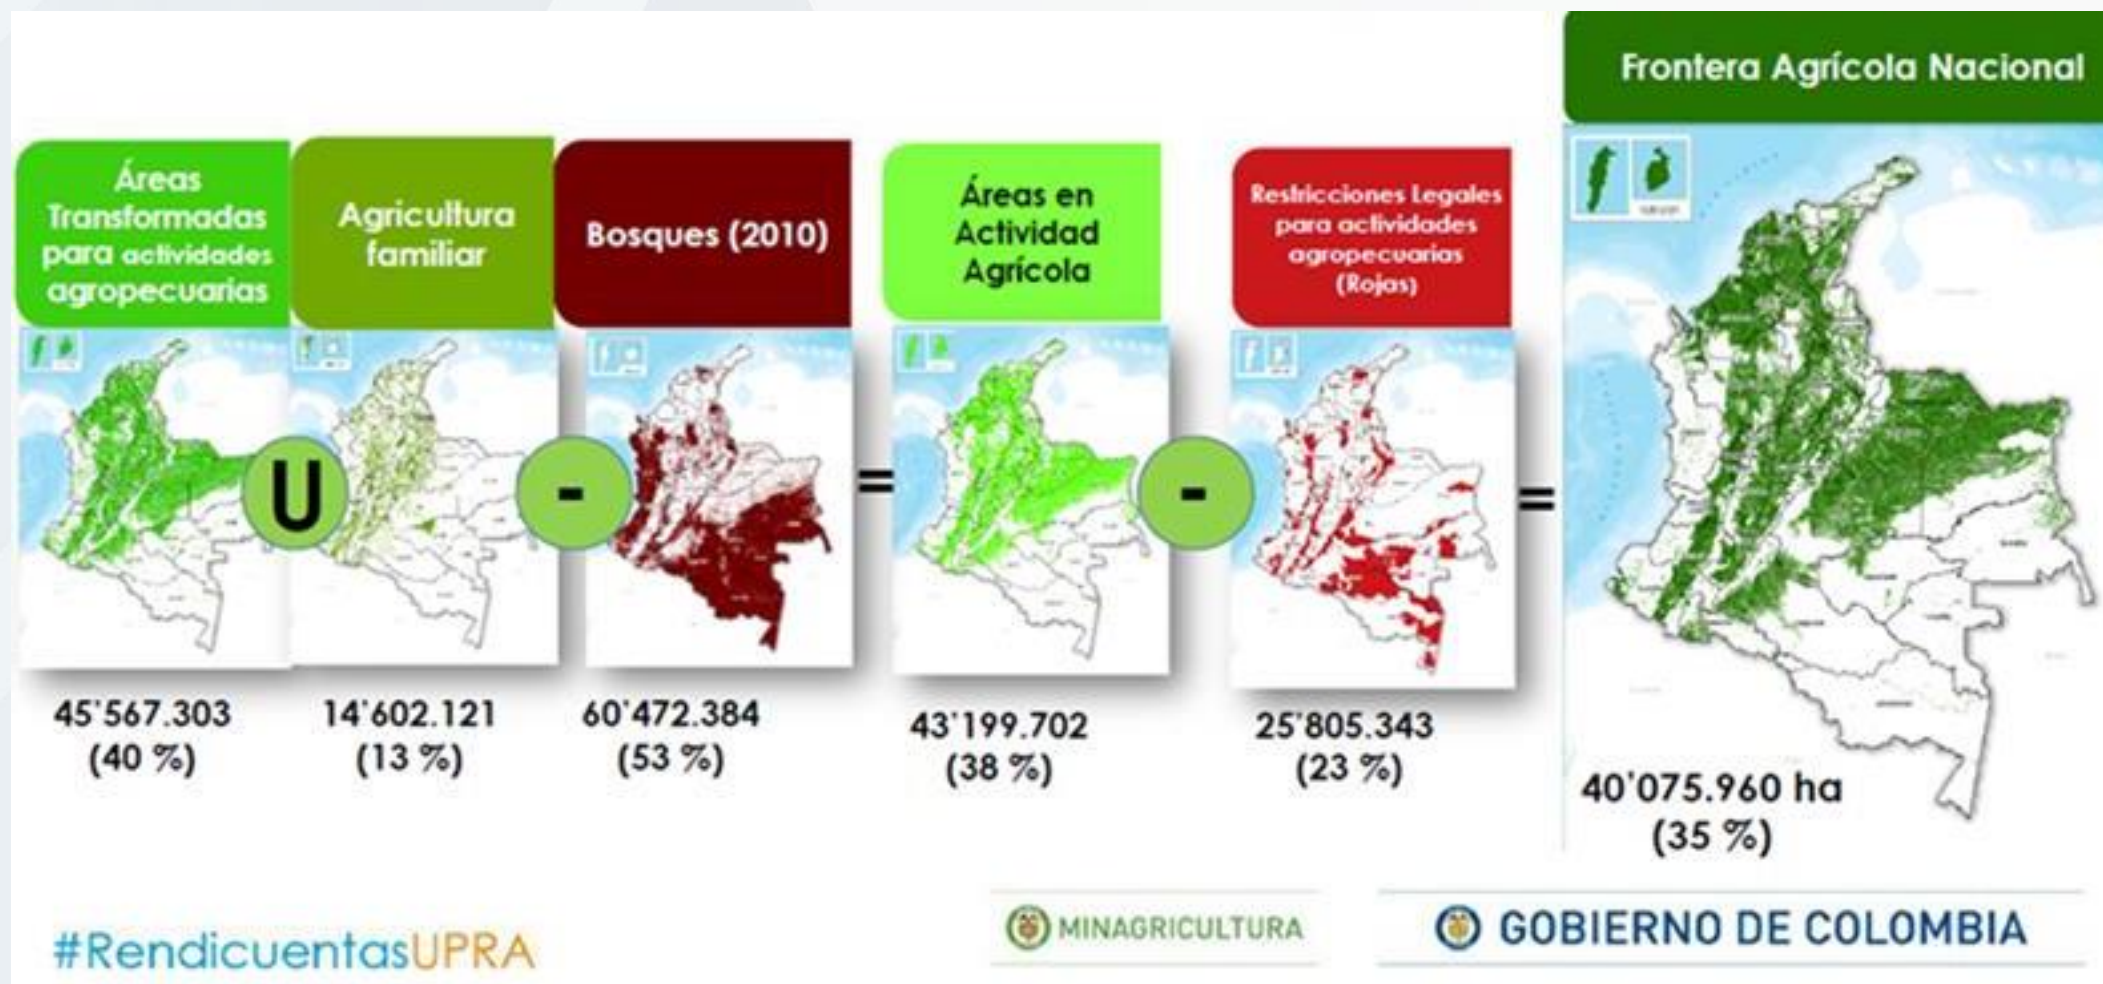 Frontera Agrícola Nacional
Áreas
Transformadas
para actividades
agropecuarias
Agricultura
familiar
Bosques (2010)
Áreas en
Actividad
Agrícola
Restricciones Legales
para actividades
agropecuarias
(Rojas)
U
-
=
-
=
45'567.303
(40 %)
14'602.121
(13 %)
60'472.384
(53 %)
43'199.702
(38 %)
25'805.343
(23 %)
40'075.960 ha
(35 %)
#RendicuentasUPRA
MINAGRICULTURA
GOBIERNO DE COLOMBIA